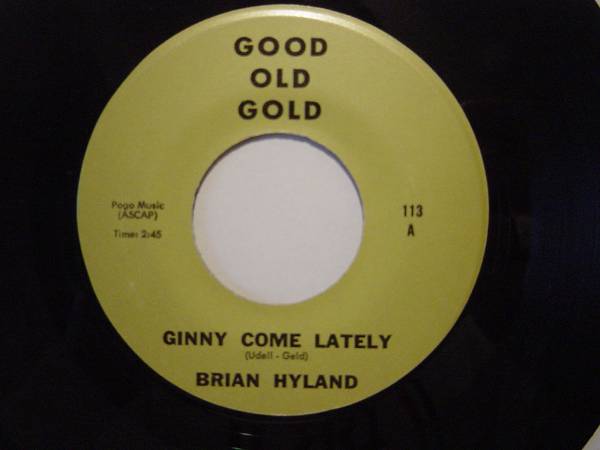 GOOD
OLD
GOLD
Pogo Music
(ASCAP)
Time: 2:45
113
A
GINNY COME LATELY
(Udell - Geld)
BRIAN HYLAND